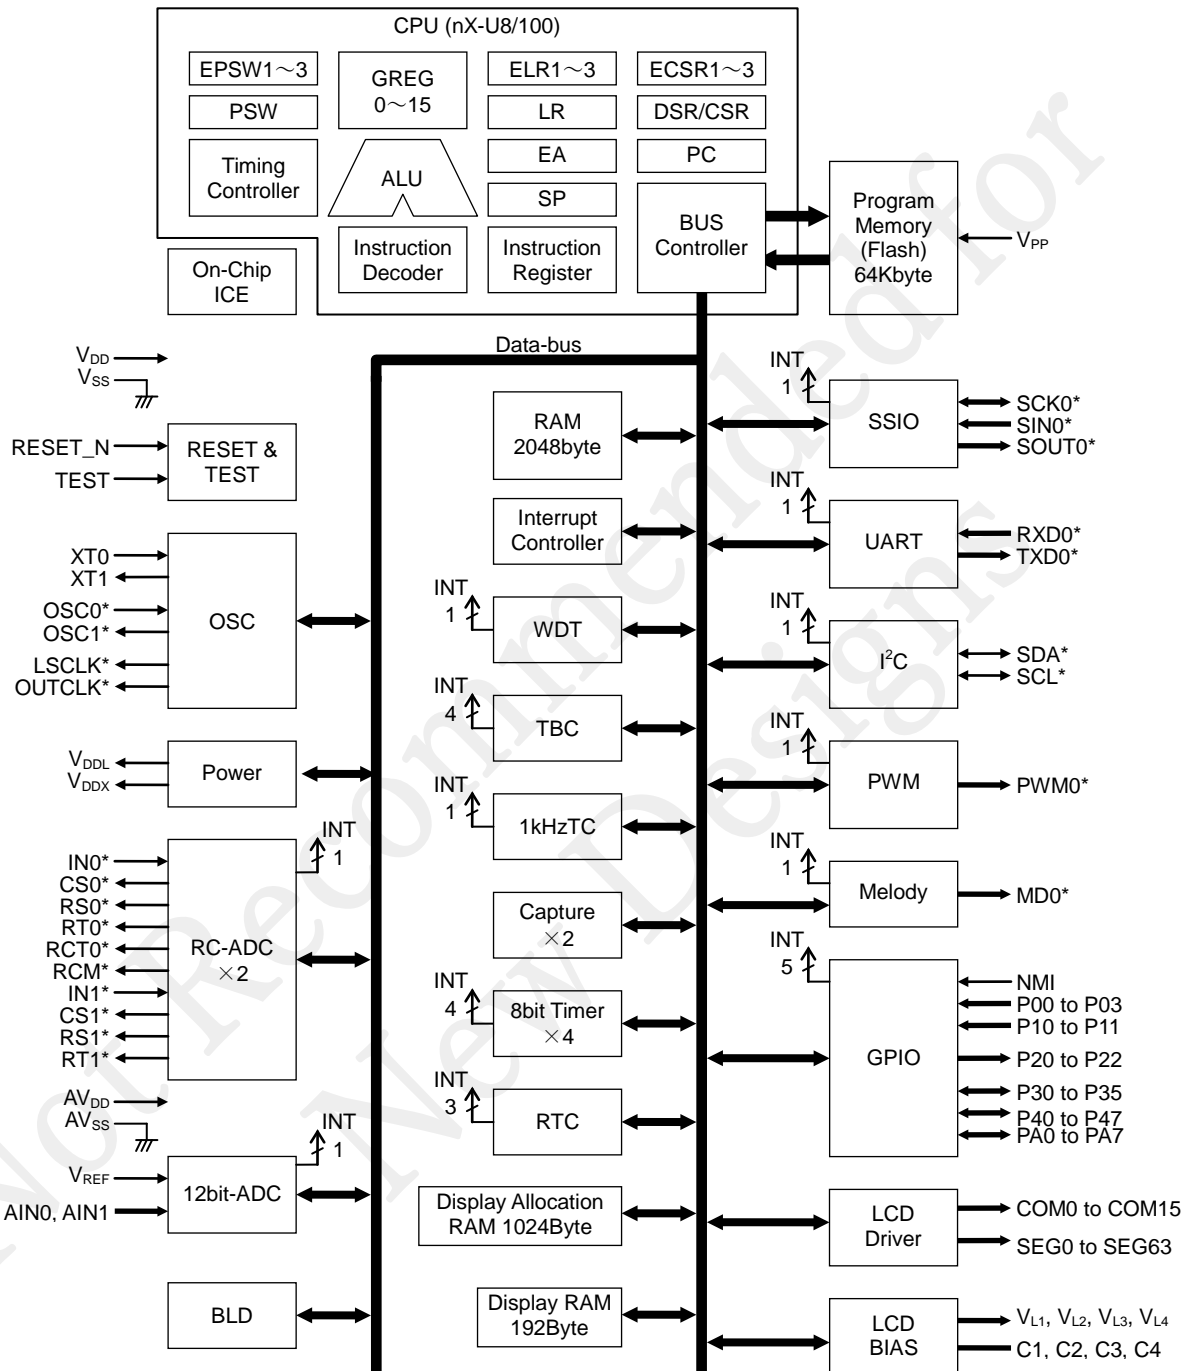 CPU (nX-U8/100)
EPSW1～3
GREG
0～15
ELR1～3
ECSR1～3
PSW
LR
DSR/CSR
Timing
Controller
ALU
EA
PC
SP
BUS
Controller
Program
Memory
(Flash)
64Kbyte
VPP
On-Chip
ICE
Instruction
Decoder
Instruction
Register
Data-bus
VDD
VSS
RESET_N
TEST
RESET &
TEST
XT0
XT1
OSC0*
OSC1*
LSCLK*
OUTCLK*
OSC
VDDL
VDDX
Power
INT
1
IN0*
CS0*
RS0*
RT0*
RCT0*
RCM*
IN1*
CS1*
RS1*
RT1*
RC-ADC
×2
AVDD
AVSS
INT
1
VREF
AIN0, AIN1
12bit-ADC
BLD
RAM
2048byte
Interrupt
Controller
INT
1
WDT
INT
4
TBC
INT
1
1kHzTC
Capture
×2
INT
4
8bit Timer
×4
INT
3
RTC
Display Allocation
RAM 1024Byte
Display RAM
192Byte
INT
1
SSIO
SCK0*
SIN0*
SOUT0*
INT
1
UART
RXD0*
TXD0*
INT
1
I²C
SDA*
SCL*
INT
1
PWM
PWM0*
INT
1
Melody
MD0*
INT
5
GPIO
NMI
P00 to P03
P10 to P11
P20 to P22
P30 to P35
P40 to P47
PA0 to PA7
LCD
Driver
COM0 to COM15
SEG0 to SEG63
LCD
BIAS
VL1, VL2, VL3, VL4
C1, C2, C3, C4
Not Recommended for
New Designs